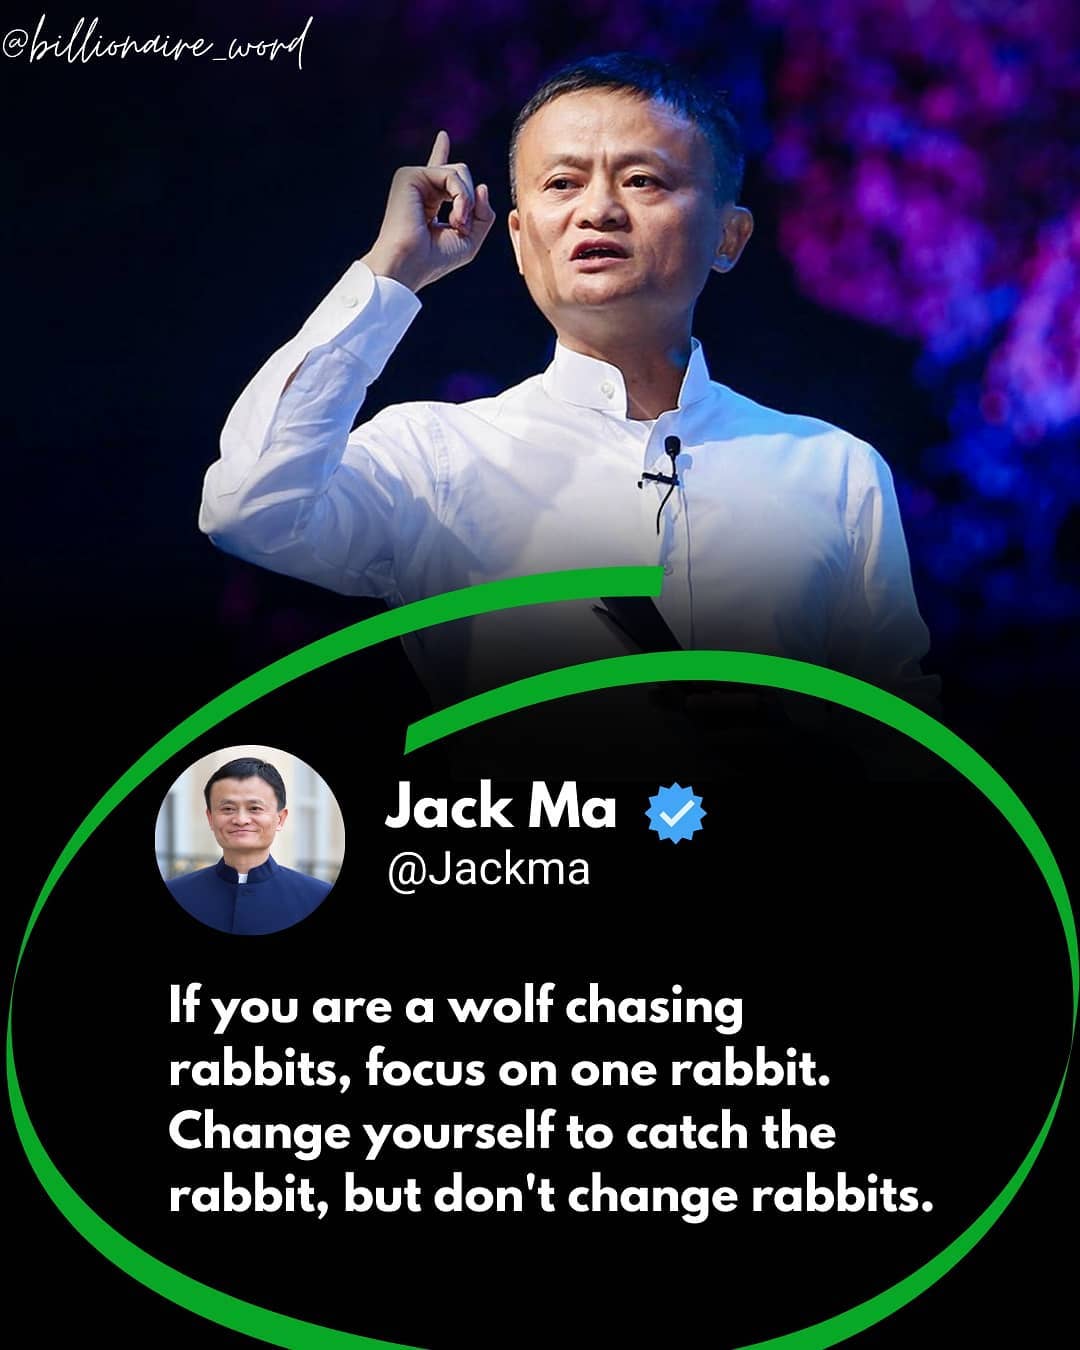 @billionaire_word
Jack Ma
@Jackma
If you are a wolf chasing
rabbits, focus on one rabbit.
Change yourself to catch the
rabbit, but don't change rabbits.